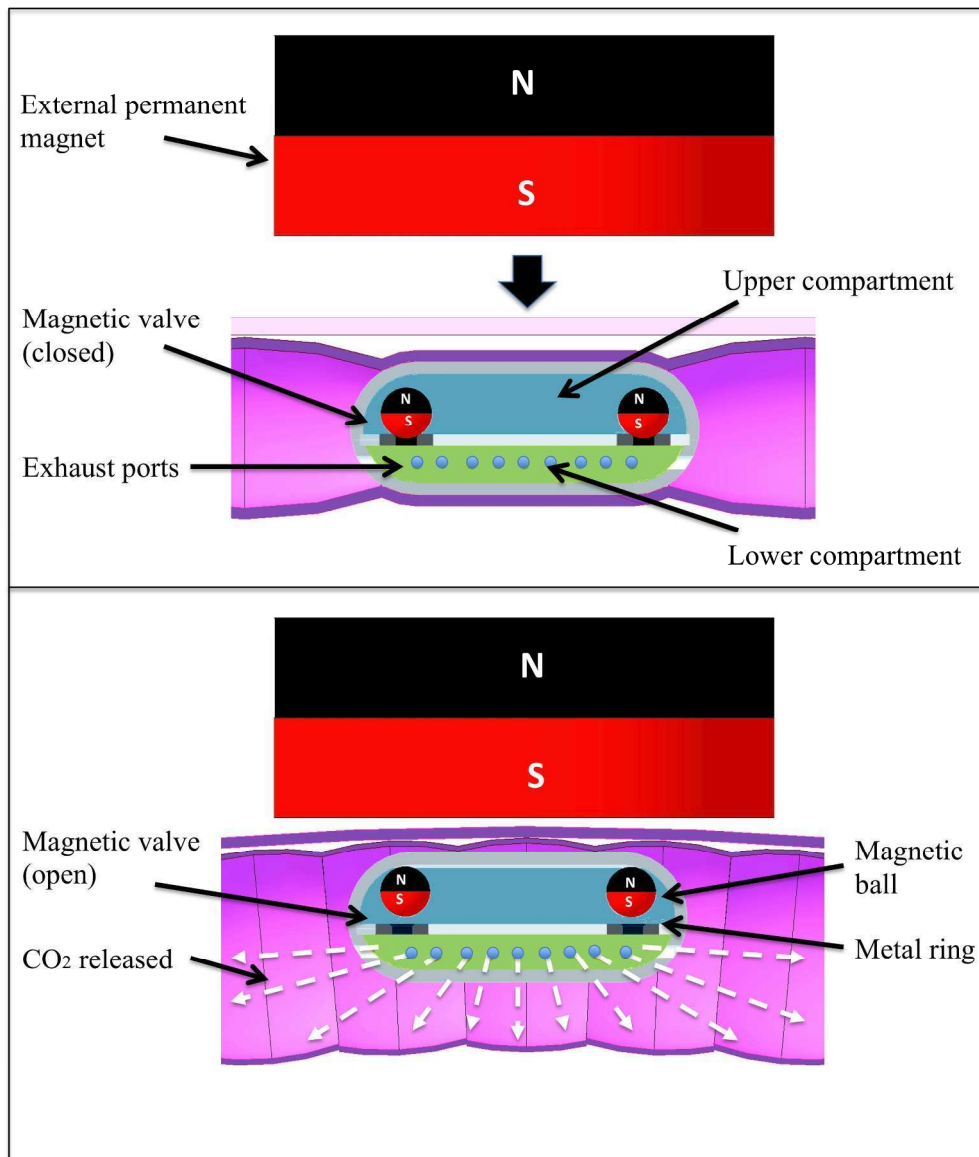 N
External permanent
magnet
S
Upper compartment
Magnetic valve
(closed)
N
S
N
S
Exhaust ports
Lower compartment
N
S
Magnetic valve
(open)
N
S
N
S
Magnetic
ball
CO2 released
Metal ring